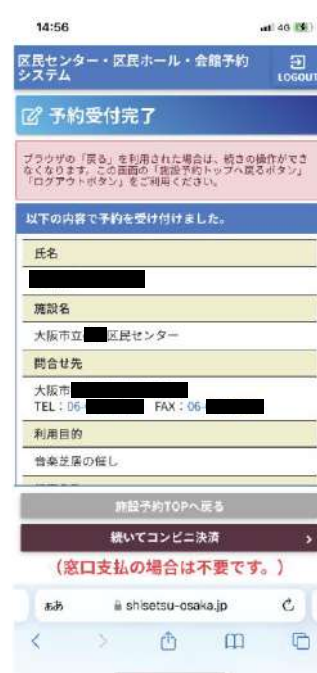 14:56
4G
区民センター・区民ホール・会館予約
システム
LOGOUT
予約受付完了
ブラウザの「戻る」を利用された場合は、続きの操作ができ
なくなります。この画面の「施設予約トップへ戻るボタン」
「ログアウトボタン」をご利用ください。
以下の内容で予約を受け付けました。
氏名
施設名
大阪市立 区民センター
問合せ先
大阪市
TEL：06- FAX：06-
利用目的
音楽芝居の催し
施設予約TOPへ戻る
続いてコンビニ決済
（窓口支払の場合は不要です。）
ああ shisetsu-osaka.jp